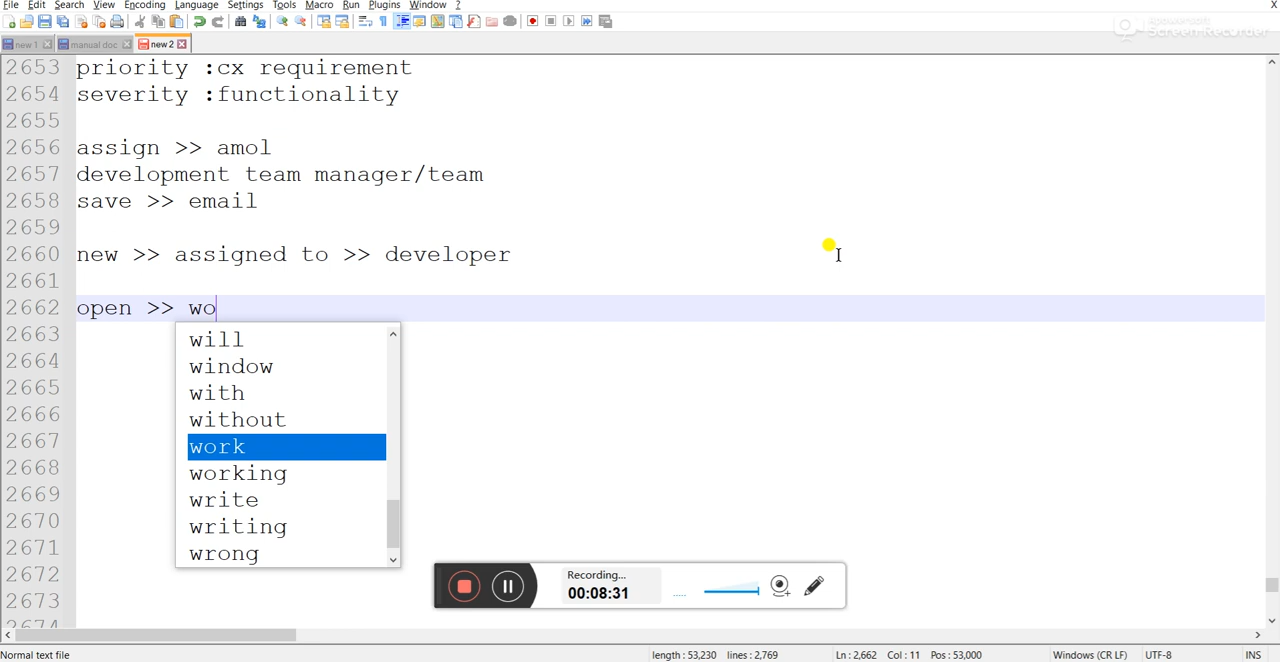 File Edit Search View Encoding Language Settings Tools Macro Run Plugins Window ? X
new 1 manual doc new 2
Apowersoft
Screen Recorder
2653 priority :cx requirement
2654 severity :functionality
2655
2656 assign >> amol
2657 development team manager/team
2658 save >> email
2659
2660 new >> assigned to >> developer
2661
2662 open >> wo
2663
will
2664
window
2665
with
2666
without
2667
work
2668
working
2669
write
2670
writing
2671
wrong
2672
2673
2674
Recording...
00:08:31
Normal text file length : 53,230 lines : 2,769 Ln : 2,662 Col : 11 Pos : 53,000 Windows (CR LF) UTF-8 INS